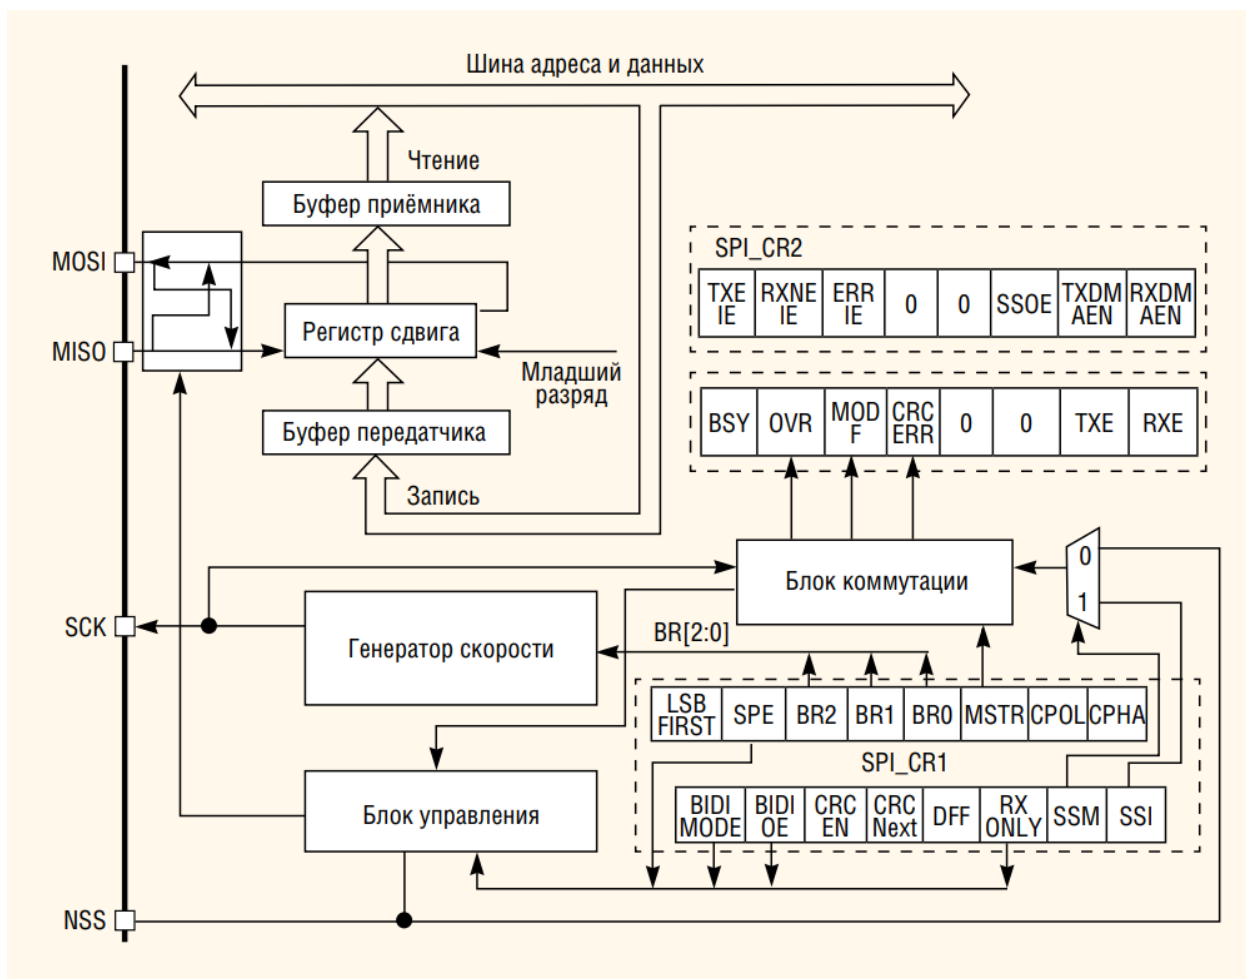 Шина адреса и данных
Чтение
Буфер приёмника
MOSI
SPI_CR2
TXE IE
RXNE IE
ERR IE
0
0
SSOE
TXDM AEN
RXDM AEN
Регистр сдвига
MISO
Младший
разряд
BSY
OVR
MOD F
CRC ERR
0
0
TXE
RXE
Буфер передатчика
Запись
0
Блок коммутации
1
SCK
BR[2:0]
Генератор скорости
LSB FIRST
SPE
BR2
BR1
BR0
MSTR
CPOL
CPHA
SPI_CR1
Блок управления
BIDI MODE
BIDI OE
CRC EN
CRC Next
DFF
RX ONLY
SSM
SSI
NSS